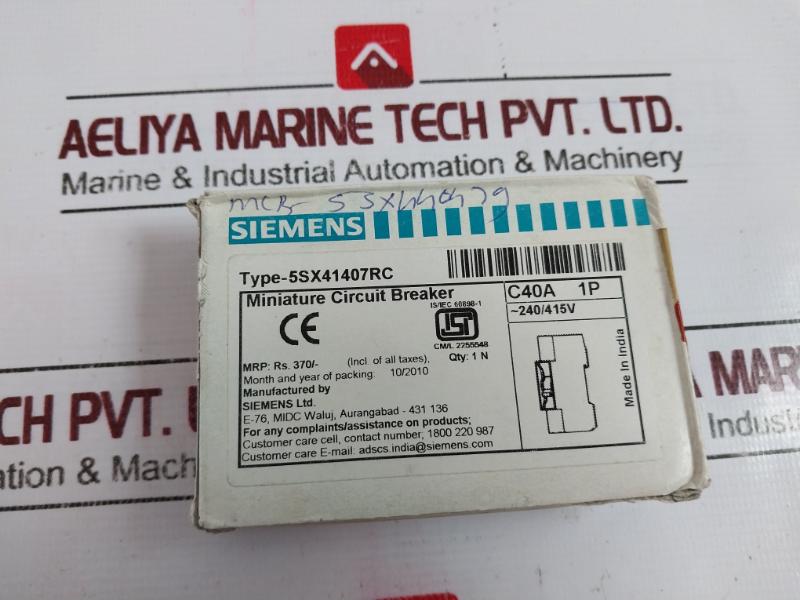 AELIYA MARINE TECH PVT. LTD.
Marine & Industrial Automation & Machinery
MCB
SIEMENS
Type-5SX41407RC
Miniature Circuit Breaker
C40A 1P
~240/415V
CE
IS/IEC 60898-1
ISI
CM/L 2255548
MRP: Rs. 370/- (Incl. of all taxes), Qty: 1 N
Month and year of packing: 10/2010
Manufactured by
SIEMENS Ltd.
E-76, MIDC Waluj, Aurangabad - 431 136
For any complaints/assistance on products;
Customer care cell, contact number; 1800 220 987
Customer care E-mail: adscs.india@siemens.com
Made in India
TECH PVT.
ation & Mach
A MAR
Industri